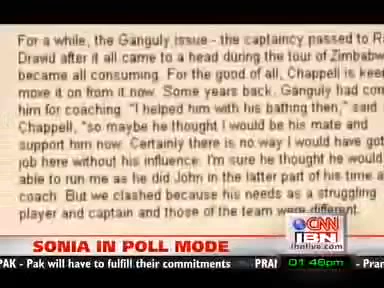 For a while, the Ganguly issue - the captaincy passed to
Dravid after it all came to a head during the tour of
became all consuming. For the good of all, Chappell is
move it on from it now. Some years back, Ganguly had
him for coaching. "I helped him with his batting then," said
Chappell, "so maybe he thought I would be his mate and
support him now. Certainly there is no way I would have got
job here without his influence. I'm sure he thought he would
able to run me as he did John in the latter part of his time a
coach. But we clashed because his needs as a struggling
player and captain and those of the team were different.
CNN
IBN
ibnlive.com
SONIA IN POLL MODE
PAK - Pak will have to fulfill their commitments
01:46pm